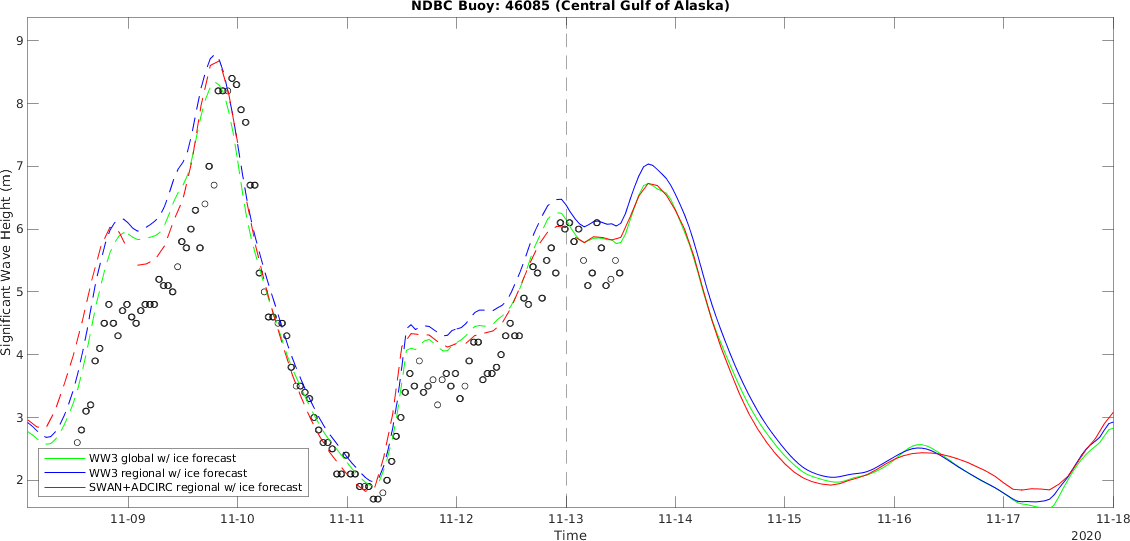 NDBC Buoy: 46085 (Central Gulf of Alaska)
9
8
7
6
5
4
3
2
Significant Wave Height (m)
WW3 global w/ ice forecast
WW3 regional w/ ice forecast
SWAN+ADCIRC regional w/ ice forecast
11-09 11-10 11-11 11-12 11-13 11-14 11-15 11-16 11-17 11-18
Time
2020